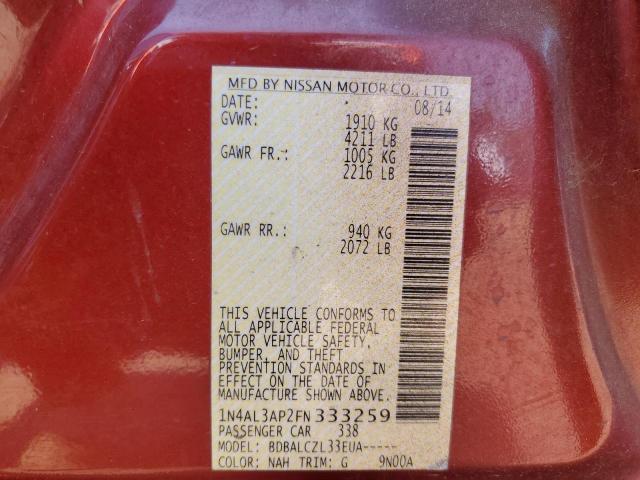 MFD BY NISSAN MOTOR CO., LTD.
DATE: 08/14
GVWR: 1910 KG
4211 LB
GAWR FR.: 1005 KG
2216 LB
GAWR RR.: 940 KG
2072 LB
THIS VEHICLE CONFORMS TO
ALL APPLICABLE FEDERAL
MOTOR VEHICLE SAFETY,
BUMPER, AND THEFT
PREVENTION STANDARDS IN
EFFECT ON THE DATE OF
MANUFACTURE SHOWN ABOVE.
1N4AL3AP2FN333259
PASSENGER CAR 338
MODEL: BDBALCZL33EUA-----
COLOR: NAH TRIM: G 9N00A